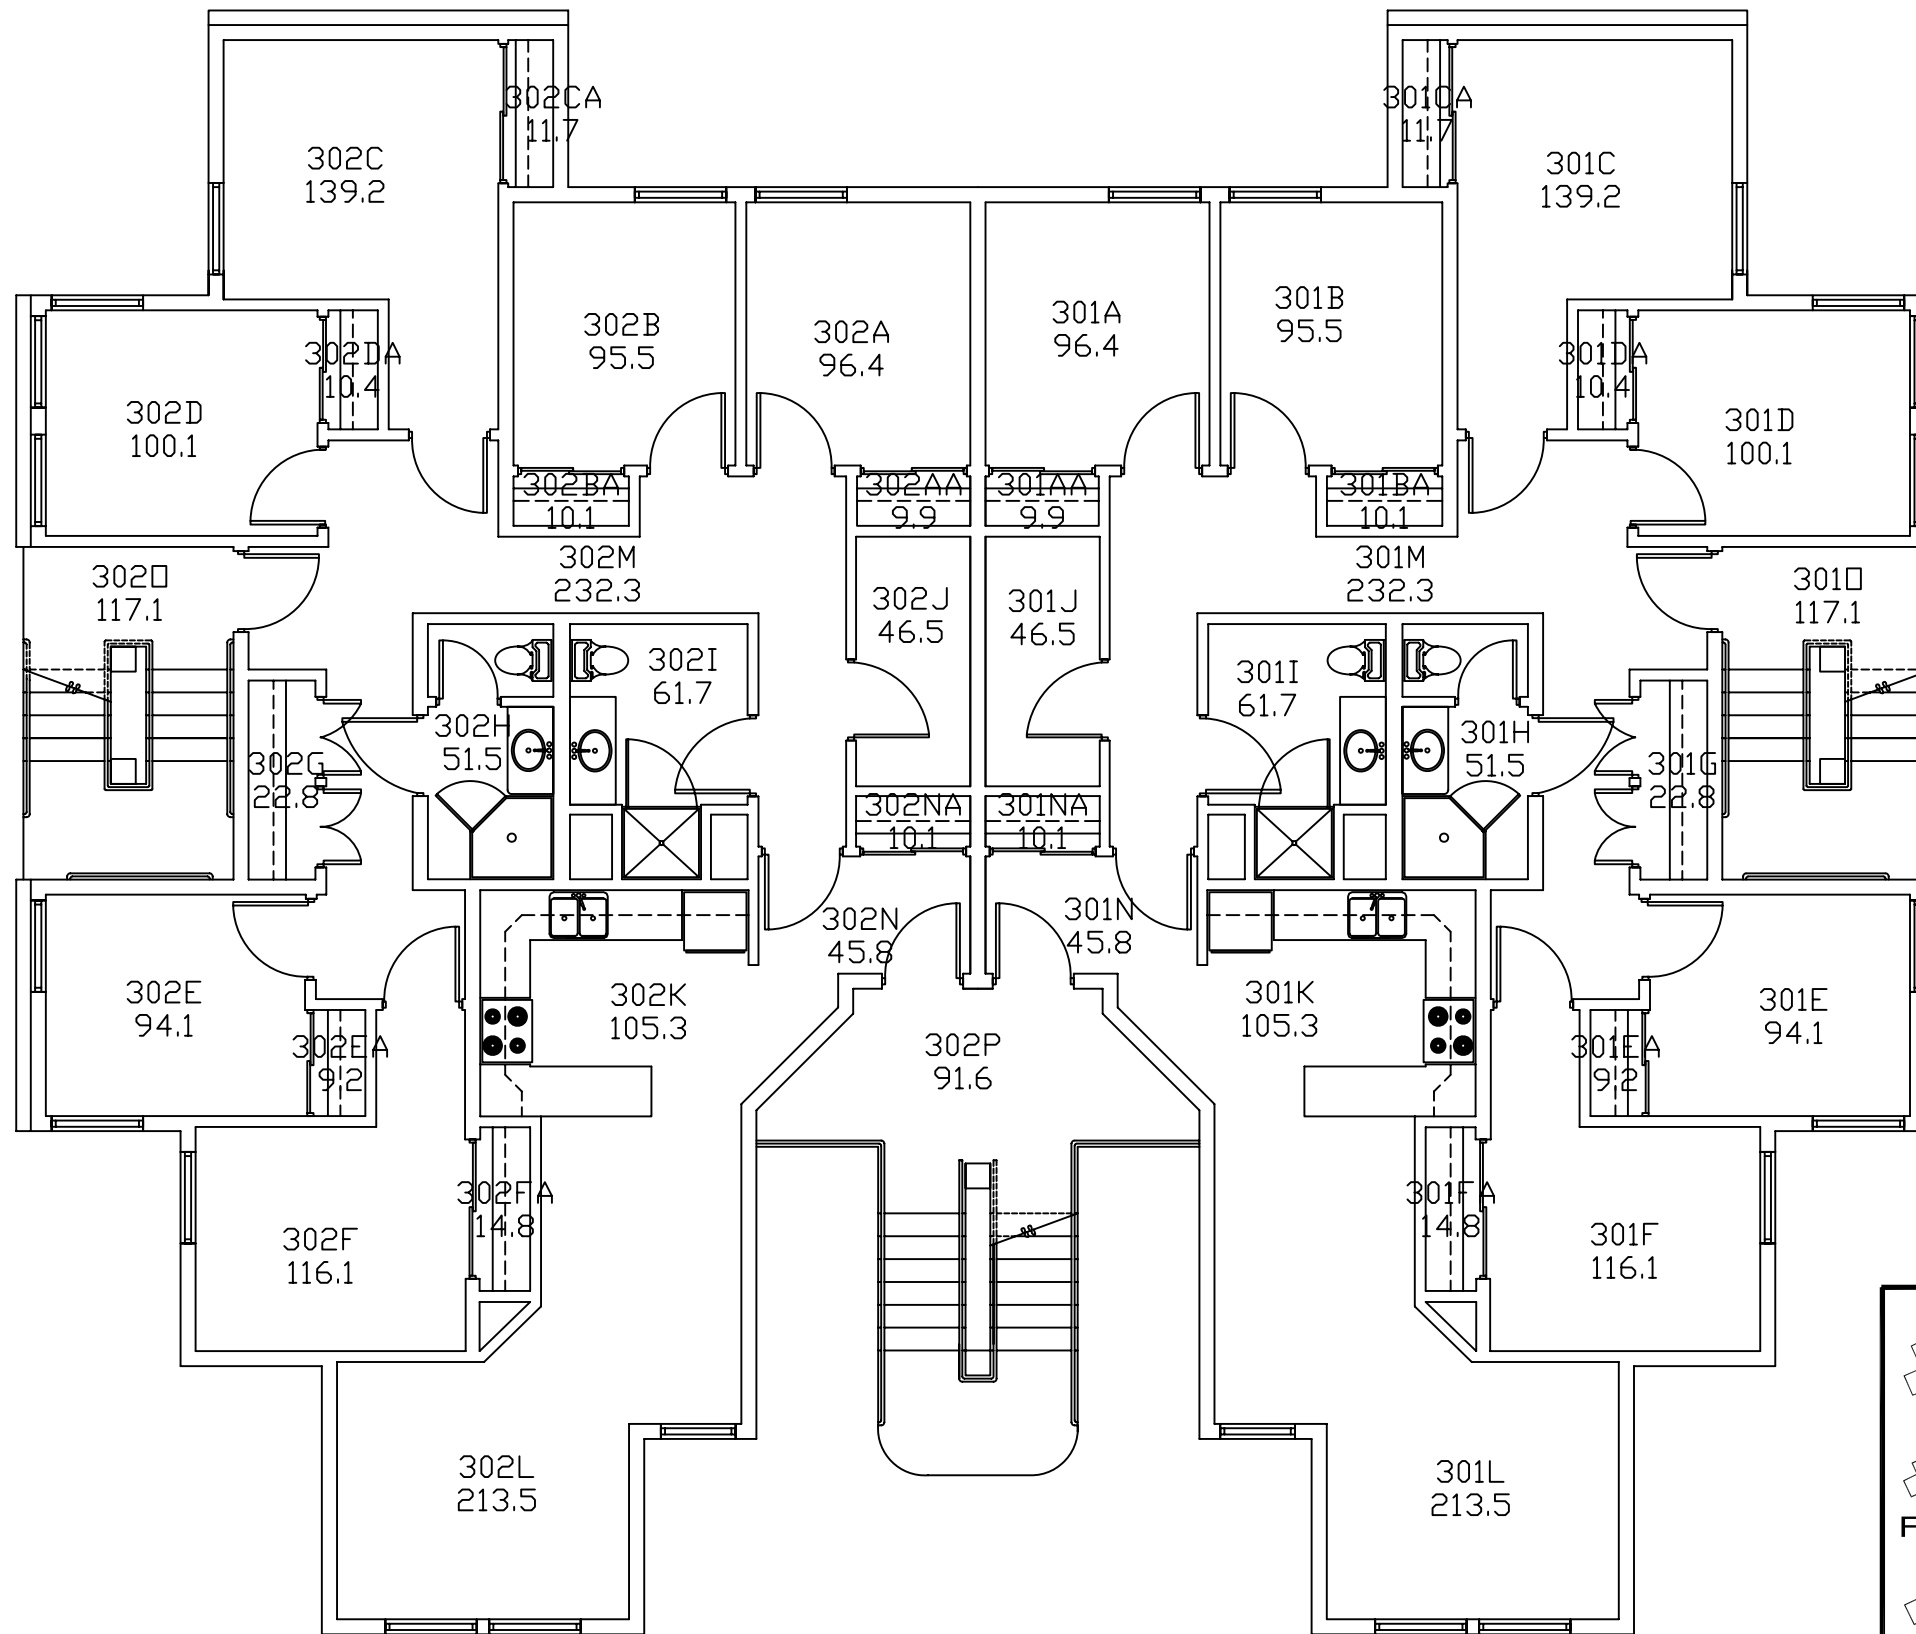 302CA
11.7
301CA
11.7
302C
139.2
301C
139.2
302B
95.5
302A
96.4
301A
96.4
301B
95.5
302DA
10.4
301DA
10.4
302D
100.1
301D
100.1
302BA
10.1
302AA
9.9
301AA
9.9
301BA
10.1
302M
232.3
301M
232.3
302O
117.1
301O
117.1
302J
46.5
301J
46.5
302I
61.7
301I
61.7
302H
51.5
301H
51.5
302G
22.8
301G
22.8
302NA
10.1
301NA
10.1
302N
45.8
301N
45.8
302E
94.1
302K
105.3
301K
105.3
301E
94.1
302EA
9.2
302P
91.6
301EA
9.2
302FA
14.8
301FA
14.8
302F
116.1
301F
116.1
302L
213.5
301L
213.5